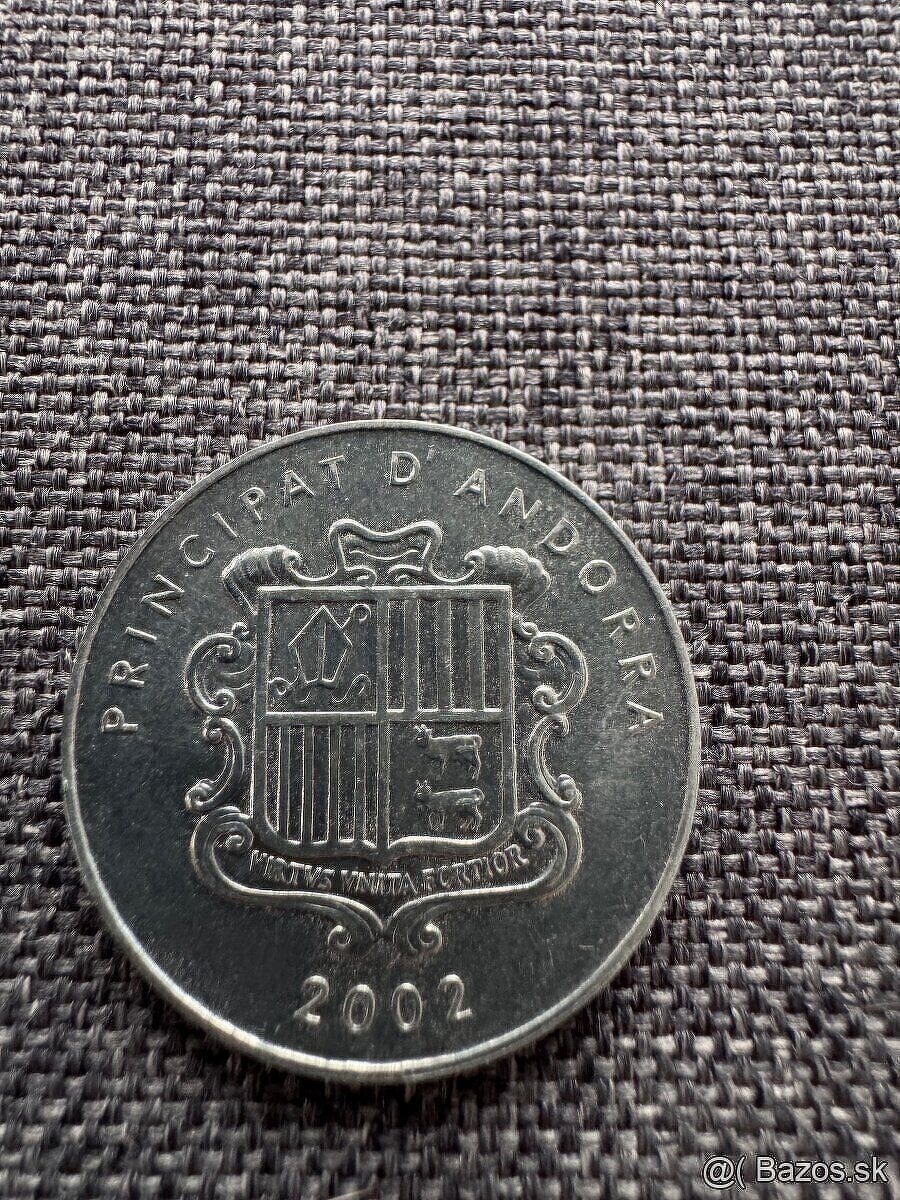 PRINCIPAT D'ANDORRA
VIRTVS VNITA FORTIOR
2002
@( Bazos.sk